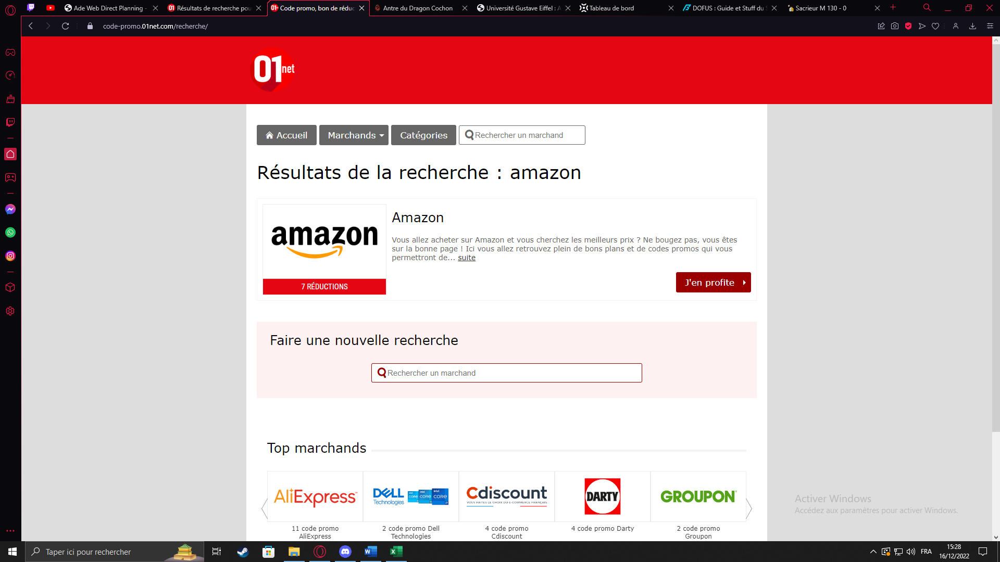 Ade Web Direct Planning -
Résultats de recherche pou
Code promo, bon de réduc
Antre du Dragon Cochon
Université Gustave Eiffel : A
Tableau de bord
DOFUS : Guide et Stuff du S
Sacrieur M 130 - 0
code-promo.01net.com/recherche/
01net
Accueil
Marchands
Catégories
Rechercher un marchand
Résultats de la recherche : amazon
amazon
7 RÉDUCTIONS
Amazon
Vous allez acheter sur Amazon et vous cherchez les meilleurs prix ? Ne bougez pas, vous êtes
sur la bonne page ! Ici vous allez retrouvez plein de bons plans et de codes promos qui vous
permettront de... suite
J'en profite
Faire une nouvelle recherche
Rechercher un marchand
Top marchands
AliExpress
DELL
Technologies
intel
CORE
intel
CORE
intel
CORE
Cdiscount
VOUS FAITES LE CHOIX DU E-COMMERCE FRANÇAIS
DARTY
GROUPON
11 code promo
AliExpress
2 code promo Dell
Technologies
4 code promo
Cdiscount
4 code promo Darty
2 code promo
Groupon
Activer Windows
Accédez aux paramètres pour activer Windows.
Taper ici pour rechercher
FRA
15:28
16/12/2022